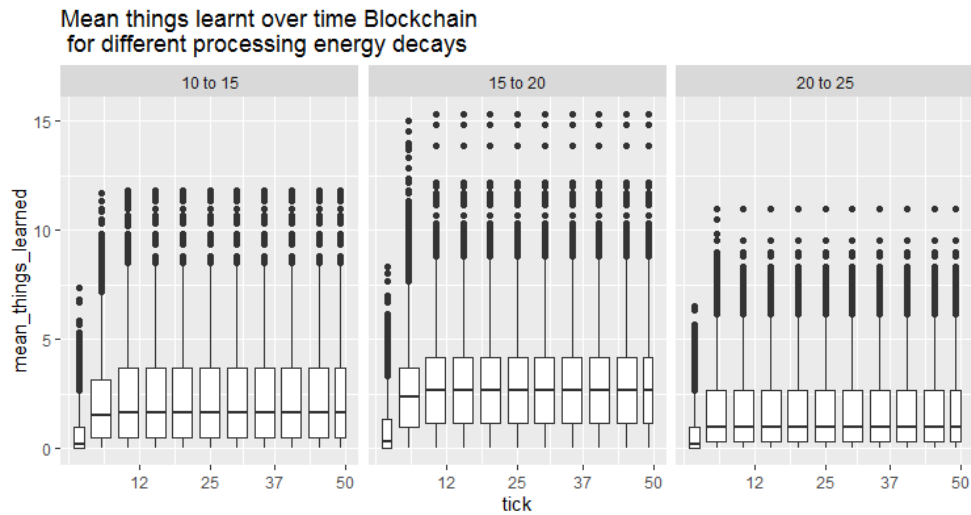 Mean things learnt over time Blockchain
for different processing energy decays
10 to 15
15 to 20
20 to 25
mean_things_learned
15
10
5
0
12
25
37
50
12
25
37
50
12
25
37
50
tick